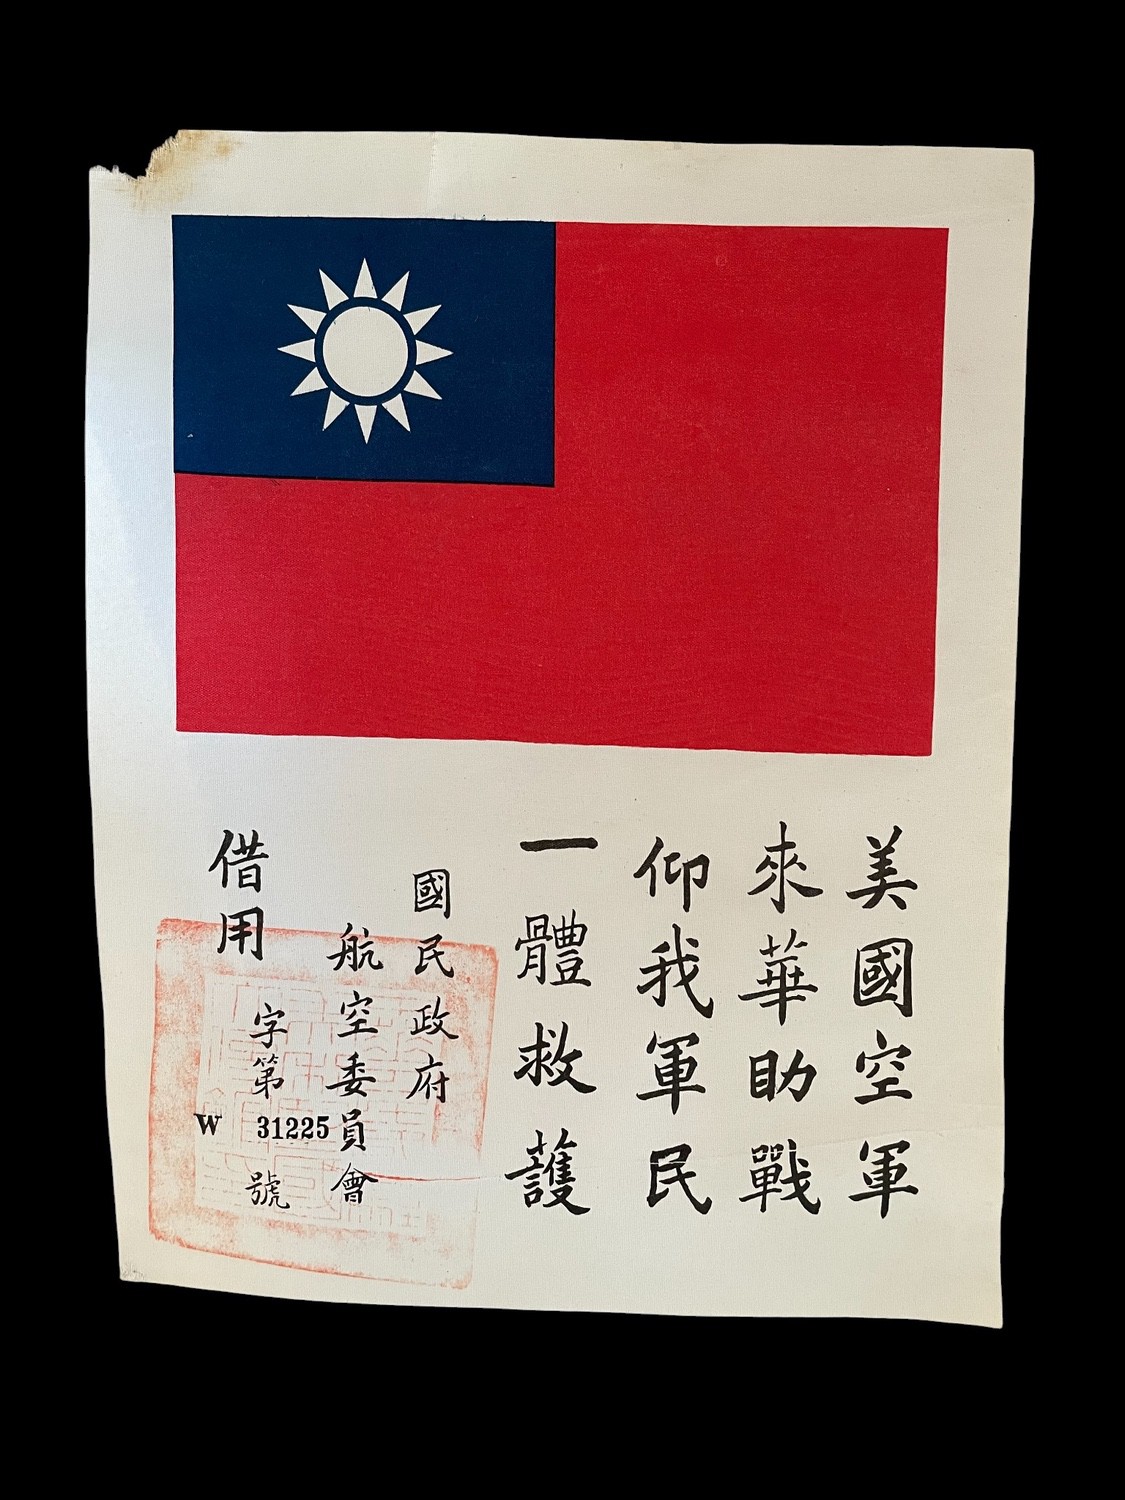 美國空軍
來華助戰
仰我軍民
一體救護
國民政府
航空委員會
借用
字第
W 31225
號